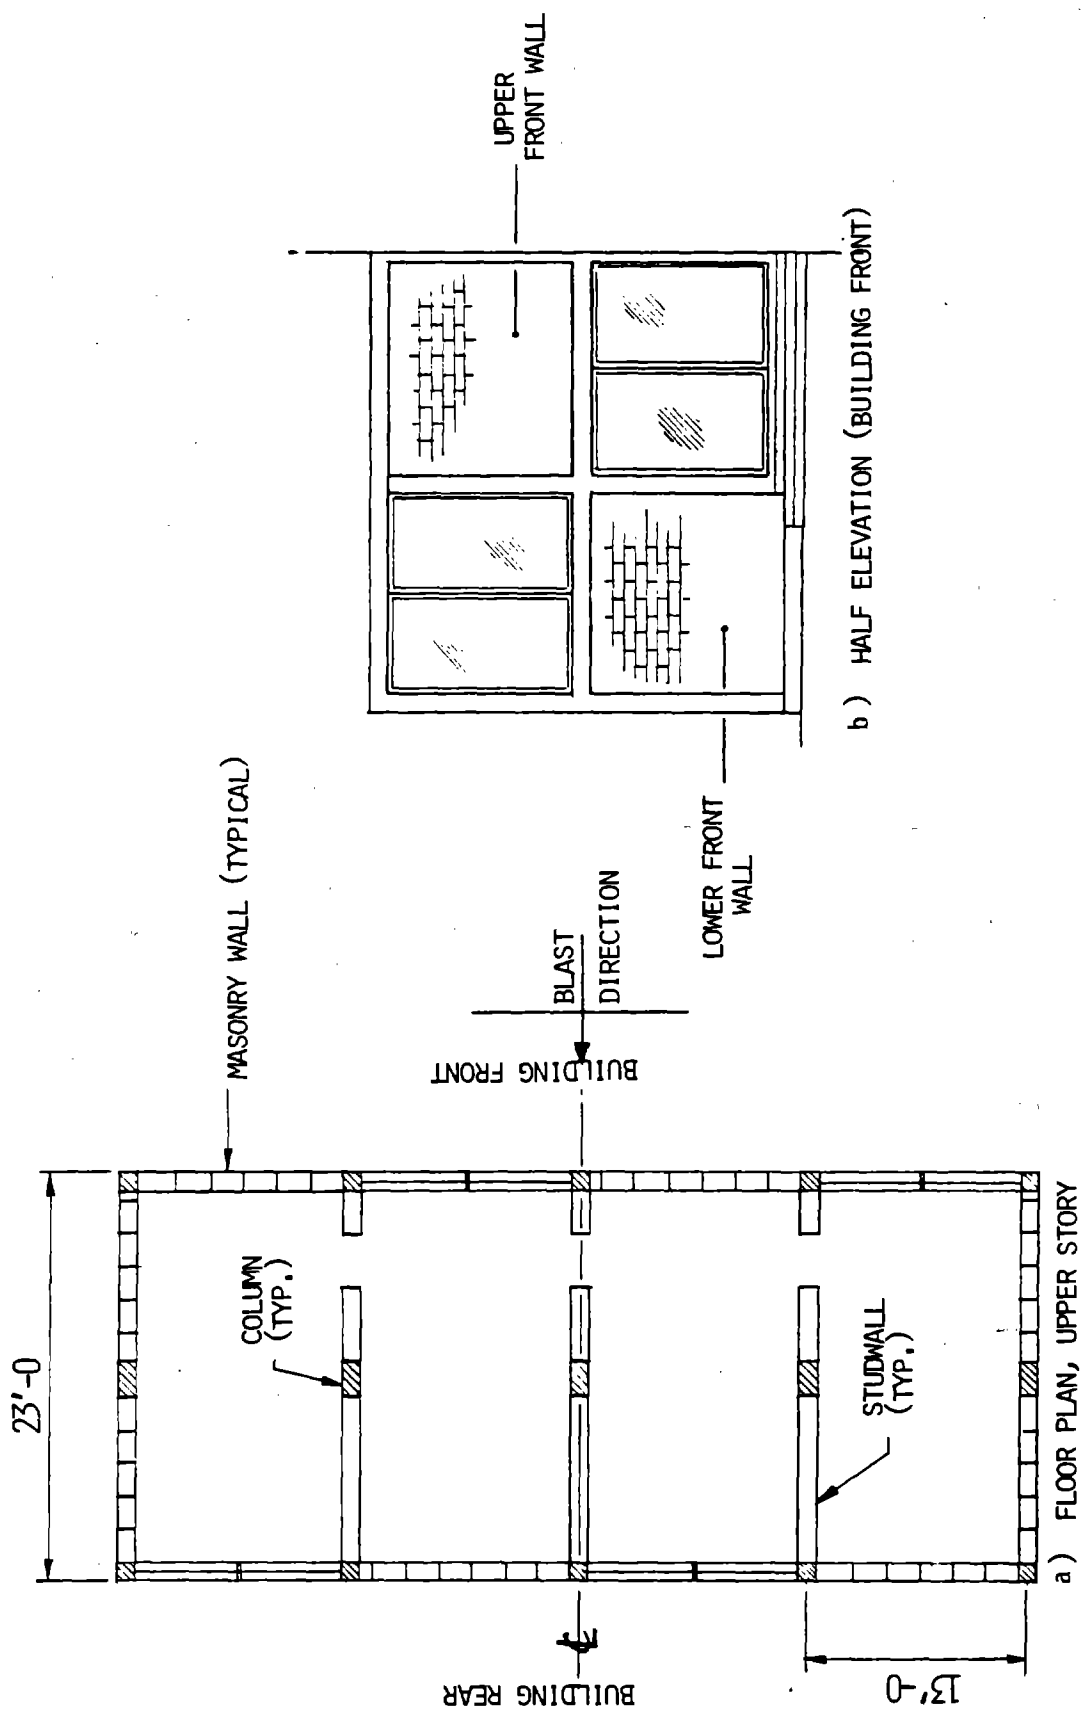 23'-0
MASONRY WALL (TYPICAL)
COLUMN
(TYP.)
STUDWALL
(TYP.)
BUILDING REAR
BUILDING FRONT
13'-0
BLAST
DIRECTION
a) FLOOR PLAN, UPPER STORY
UPPER
FRONT WALL
LOWER FRONT
WALL
b) HALF ELEVATION (BUILDING FRONT)